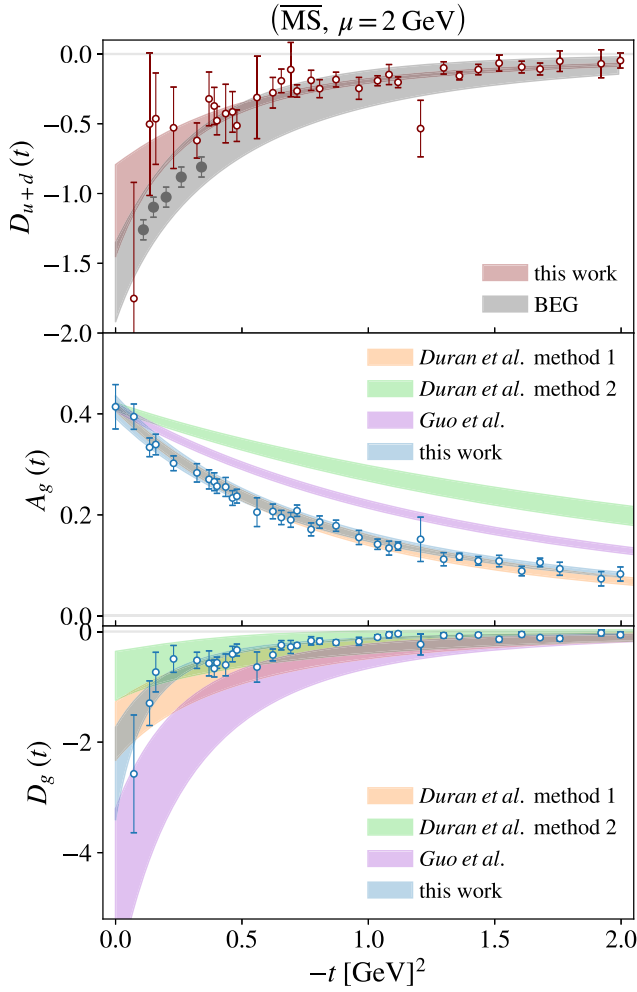 (MS, μ = 2 GeV)
0.0
−0.5
−1.0
−1.5
−2.0
D_{u+d}(t)
this work
BEG
0.4
0.2
0.0
A_g(t)
Duran et al. method 1
Duran et al. method 2
Guo et al.
this work
0
−2
−4
D_g(t)
Duran et al. method 1
Duran et al. method 2
Guo et al.
this work
0.0 0.5 1.0 1.5 2.0
−t [GeV]²